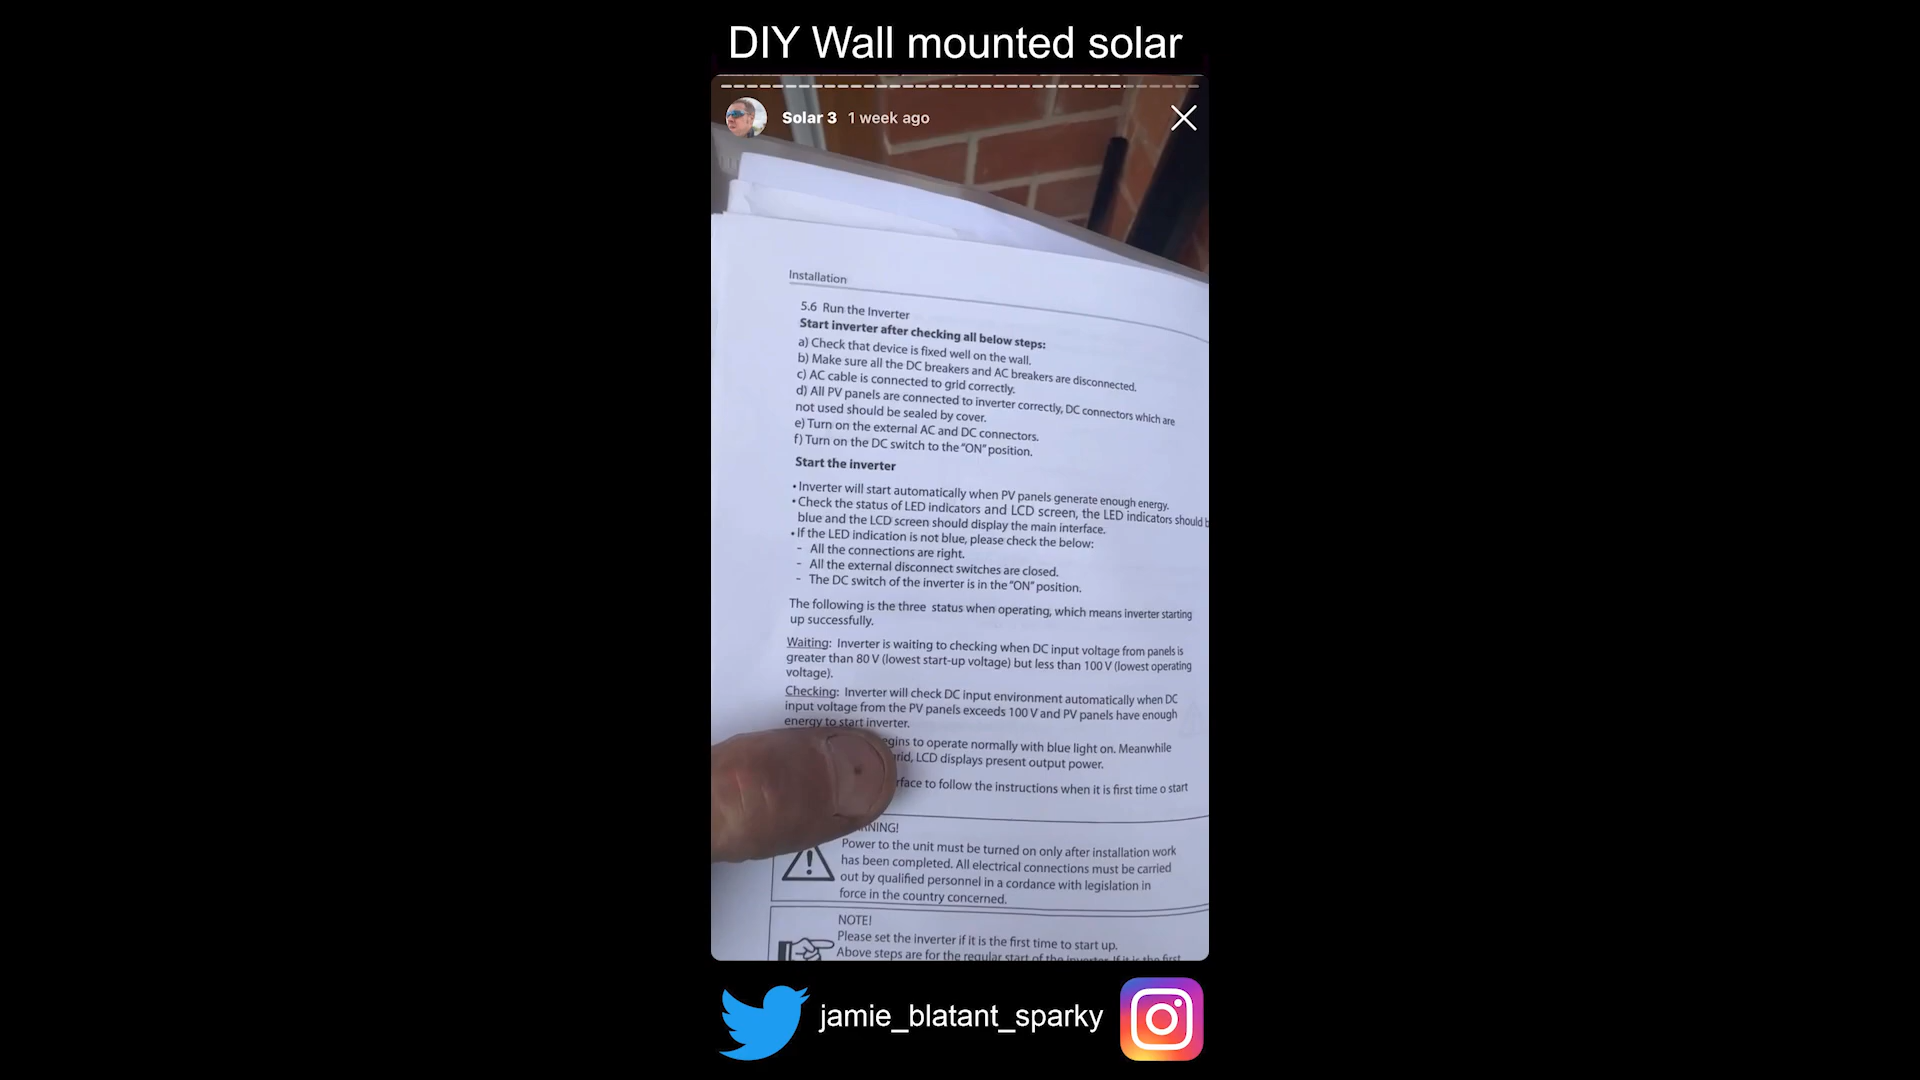 DIY Wall mounted solar
Solar 3 1 week ago
Installation
5.6 Run the Inverter
Start inverter after checking all below steps:
a) Check that device is fixed well on the wall.
b) Make sure all the DC breakers and AC breakers are disconnected.
c) AC cable is connected to grid correctly.
d) All PV panels are connected to inverter correctly, DC connectors which are
not used should be sealed by cover.
e) Turn on the external AC and DC connectors.
f) Turn on the DC switch to the “ON” position.
Start the inverter
• Inverter will start automatically when PV panels generate enough energy.
• Check the status of LED indicators and LCD screen, the LED indicators should
blue and the LCD screen should display the main interface.
• If the LED indication is not blue, please check the below:
- All the connections are right.
- All the external disconnect switches are closed.
- The DC switch of the inverter is in the “ON” position.
The following is the three status when operating, which means inverter starting
up successfully.
Waiting: Inverter is waiting to checking when DC input voltage from panels is
greater than 80 V (lowest start-up voltage) but less than 100 V (lowest operating
voltage).
Checking: Inverter will check DC input environment automatically when DC
input voltage from the PV panels exceeds 100 V and PV panels have enough
energy to start inverter.
to operate normally with blue light on. Meanwhile
LCD displays present output power.
to follow the instructions when it is first time o start
Power to the unit must be turned on only after installation work
has been completed. All electrical connections must be carried
out by qualified personnel in a cordance with legislation in
force in the country concerned.
NOTE!
Please set the inverter if it is the first time to start up.
Above steps are for the regular start of the inverter. If it is the first
jamie_blatant_sparky